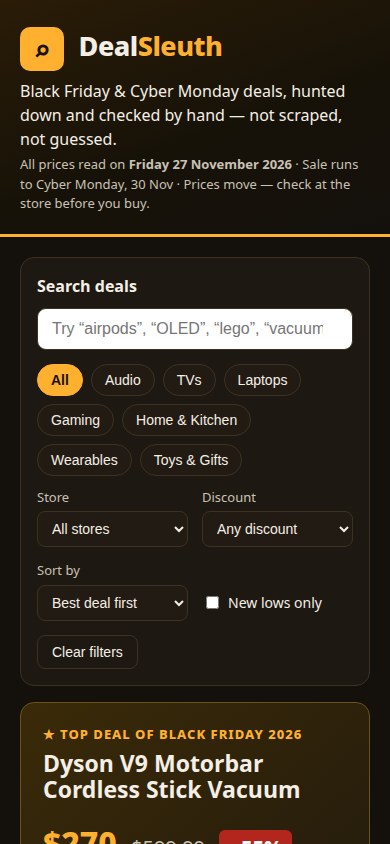 DealSleuth
Black Friday & Cyber Monday deals, hunted
down and checked by hand — not scraped,
not guessed.
All prices read on Friday 27 November 2026 · Sale runs
to Cyber Monday, 30 Nov · Prices move — check at the
store before you buy.
Search deals
Try “airpods”, “OLED”, “lego”, “vacuum
All Audio TVs Laptops
Gaming Home & Kitchen
Wearables Toys & Gifts
Store Discount
All stores Any discount
Sort by
Best deal first New lows only
Clear filters
★ TOP DEAL OF BLACK FRIDAY 2026
Dyson V9 Motorbar
Cordless Stick Vacuum
$270